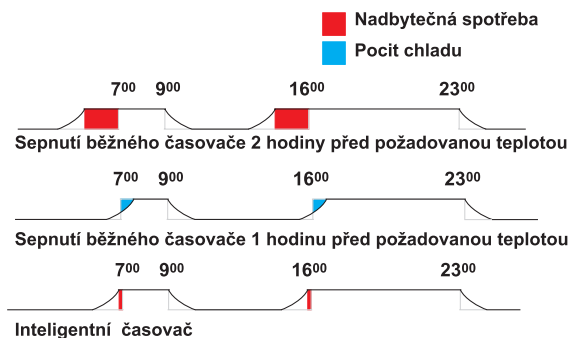 Nadbytečná spotřeba
Pocit chladu
7⁰⁰ 9⁰⁰ 16⁰⁰ 23⁰⁰
Sepnutí běžného časovače 2 hodiny před požadovanou teplotou
7⁰⁰ 9⁰⁰ 16⁰⁰ 23⁰⁰
Sepnutí běžného časovače 1 hodinu před požadovanou teplotou
7⁰⁰ 9⁰⁰ 16⁰⁰ 23⁰⁰
Inteligentní časovač